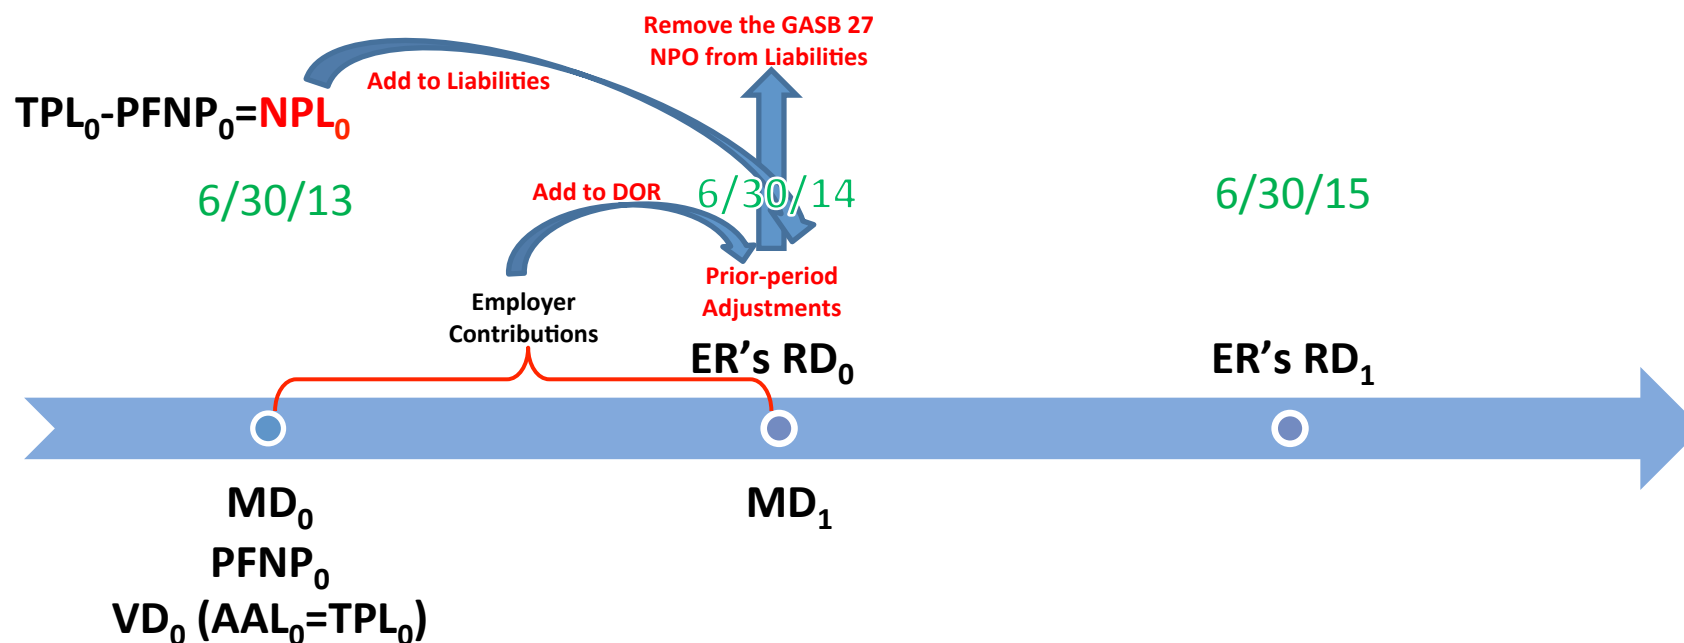 Remove the GASB 27
NPO from Liabilities
Add to Liabilities
TPL₀-PFNP₀=NPL₀
6/30/13
Add to DOR
6/30/14
6/30/15
Prior-period
Adjustments
Employer
Contributions
ER’s RD₀
ER’s RD₁
MD₀
MD₁
PFNP₀
VD₀ (AAL₀=TPL₀)